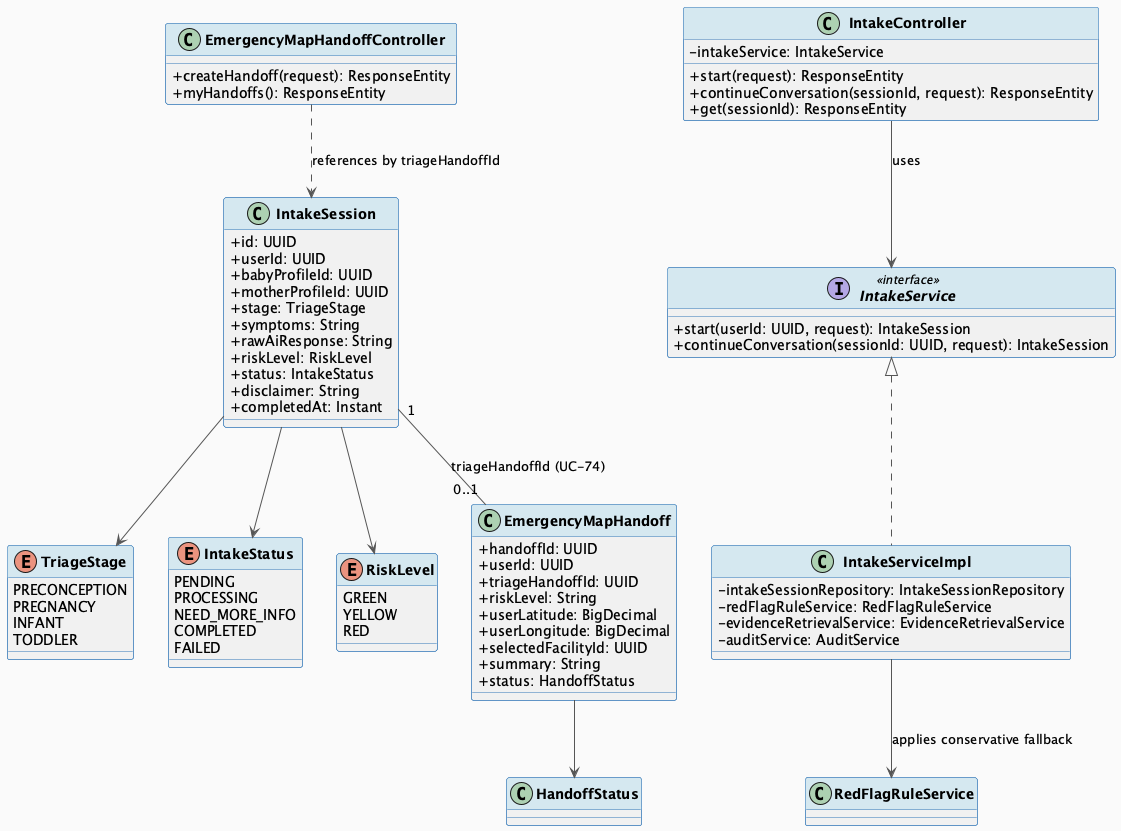 C EmergencyMapHandoffController
+createHandoff(request): ResponseEntity
+myHandoffs(): ResponseEntity
C IntakeController
-intakeService: IntakeService
+start(request): ResponseEntity
+continueConversation(sessionId, request): ResponseEntity
+get(sessionId): ResponseEntity
references by triageHandoffId
uses
C IntakeSession
+id: UUID
+userId: UUID
+babyProfileId: UUID
+motherProfileId: UUID
+stage: TriageStage
+symptoms: String
+rawAiResponse: String
+riskLevel: RiskLevel
+status: IntakeStatus
+disclaimer: String
+completedAt: Instant
I «interface»
IntakeService
+start(userId: UUID, request): IntakeSession
+continueConversation(sessionId: UUID, request): IntakeSession
1
triageHandoffId (UC-74)
0..1
E TriageStage
PRECONCEPTION
PREGNANCY
INFANT
TODDLER
E IntakeStatus
PENDING
PROCESSING
NEED_MORE_INFO
COMPLETED
FAILED
E RiskLevel
GREEN
YELLOW
RED
C EmergencyMapHandoff
+handoffId: UUID
+userId: UUID
+triageHandoffId: UUID
+riskLevel: String
+userLatitude: BigDecimal
+userLongitude: BigDecimal
+selectedFacilityId: UUID
+summary: String
+status: HandoffStatus
C IntakeServiceImpl
-intakeSessionRepository: IntakeSessionRepository
-redFlagRuleService: RedFlagRuleService
-evidenceRetrievalService: EvidenceRetrievalService
-auditService: AuditService
applies conservative fallback
C HandoffStatus
C RedFlagRuleService